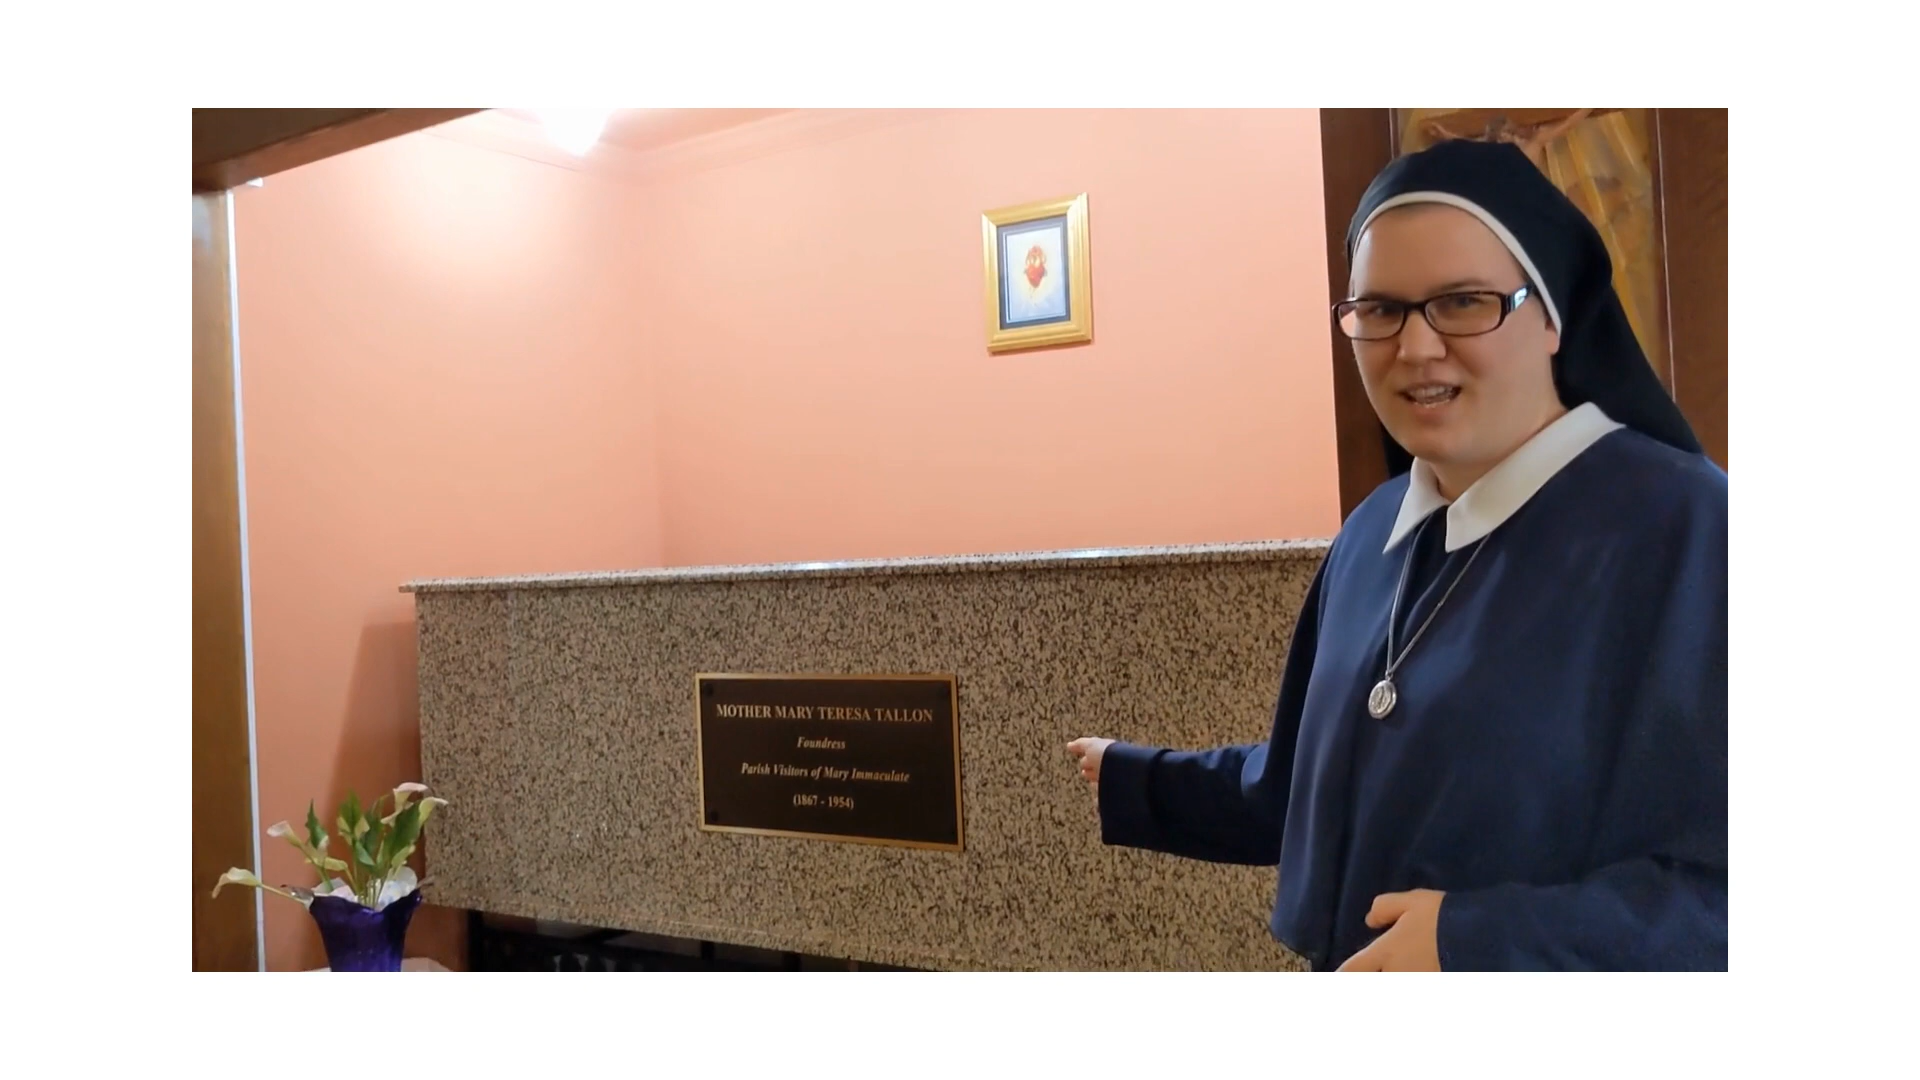 MOTHER MARY TERESA TALLON
Foundress
Parish Visitors of Mary Immaculate
(1867 - 1954)